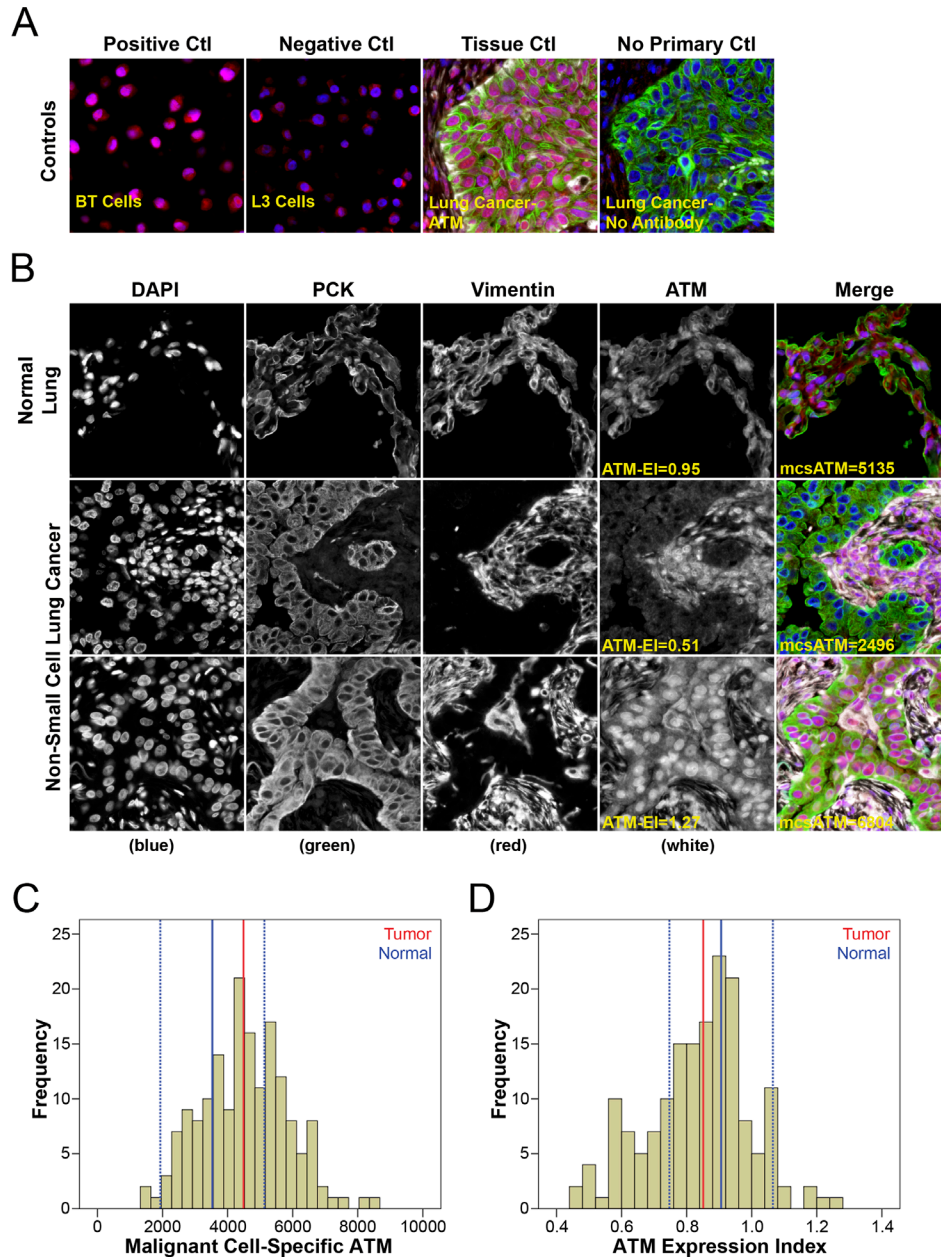 A
Positive Ctl
Negative Ctl
Tissue Ctl
No Primary Ctl
Controls
BT Cells
L3 Cells
Lung Cancer-
ATM
Lung Cancer-
No Antibody
B
DAPI
PCK
Vimentin
ATM
Merge
Normal
Lung
ATM-EI=0.95
mcsATM=5135
Non-Small Cell Lung Cancer
ATM-EI=0.51
mcsATM=2496
ATM-EI=1.27
mcsATM=6804
(blue)
(green)
(red)
(white)
C
Tumor
Normal
Frequency
25
20
15
10
5
0
0
2000
4000
6000
8000
10000
Malignant Cell-Specific ATM
D
Tumor
Normal
Frequency
25
20
15
10
5
0
0.4
0.6
0.8
1.0
1.2
1.4
ATM Expression Index